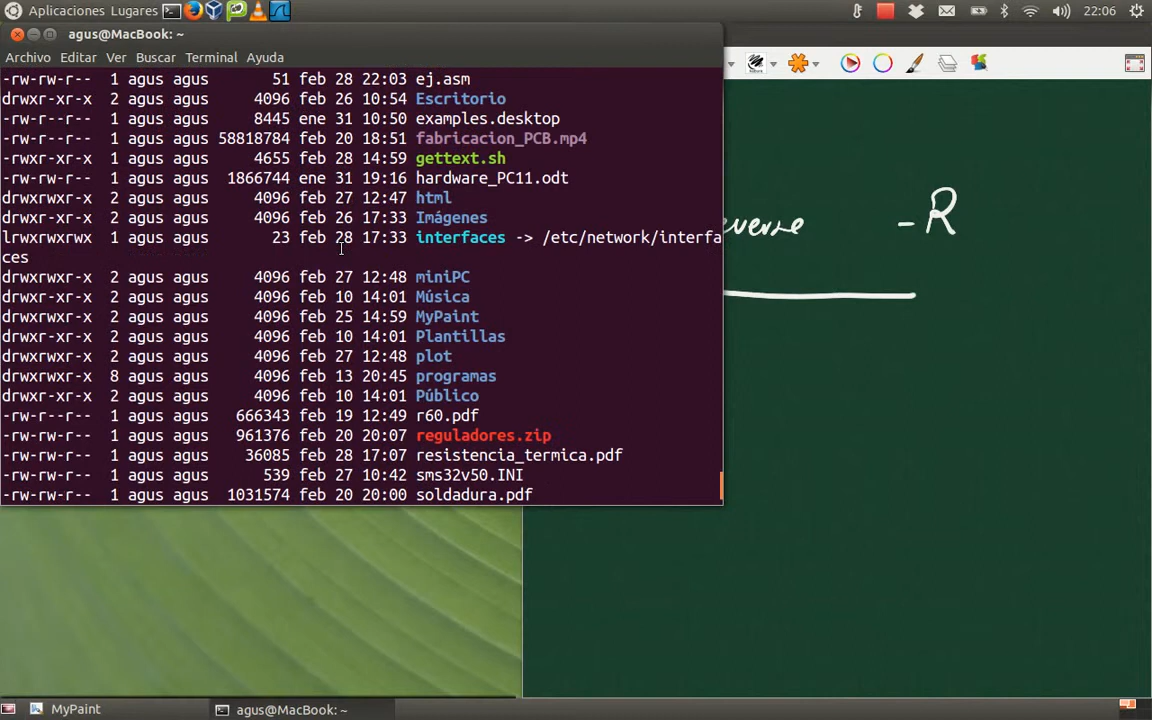 Aplicaciones Lugares 22:06
agus@MacBook: ~
Archivo Editar Ver Buscar Terminal Ayuda
-rw-rw-r-- 1 agus agus 51 feb 28 22:03 ej.asm
drwxr-xr-x 2 agus agus 4096 feb 26 10:54 Escritorio
-rw-r--r-- 1 agus agus 8445 ene 31 10:50 examples.desktop
-rw-r--r-- 1 agus agus 58818784 feb 20 18:51 fabricacion_PCB.mp4
-rwxrw-r-- 1 agus agus 4655 feb 28 14:59 gettext.sh
-rw-rw-r-- 1 agus agus 1866744 ene 31 19:16 hardware_PC11.odt
drwxrwxr-x 2 agus agus 4096 feb 27 12:47 html
drwxr-xr-x 2 agus agus 4096 feb 26 17:33 Imágenes
lrwxrwxrwx 1 agus agus 23 feb 28 17:33 interfaces -> /etc/network/interfa
ces
drwxrwxr-x 2 agus agus 4096 feb 27 12:48 miniPC
drwxr-xr-x 2 agus agus 4096 feb 10 14:01 Música
drwxrwxr-x 2 agus agus 4096 feb 25 14:59 MyPaint
drwxr-xr-x 2 agus agus 4096 feb 10 14:01 Plantillas
drwxrwxr-x 2 agus agus 4096 feb 27 12:48 plot
drwxrwxr-x 8 agus agus 4096 feb 13 20:45 programas
drwxr-xr-x 2 agus agus 4096 feb 10 14:01 Público
-rw-rw-r-- 1 agus agus 666343 feb 19 12:49 r60.pdf
-rw-rw-r-- 1 agus agus 961376 feb 20 20:07 reguladores.zip
-rw-rw-r-- 1 agus agus 36085 feb 28 17:07 resistencia_termica.pdf
-rw-rw-r-- 1 agus agus 539 feb 27 10:42 sms32v50.INI
-rw-rw-r-- 1 agus agus 1031574 feb 20 20:00 soldadura.pdf
everse -R
MyPaint agus@MacBook: ~